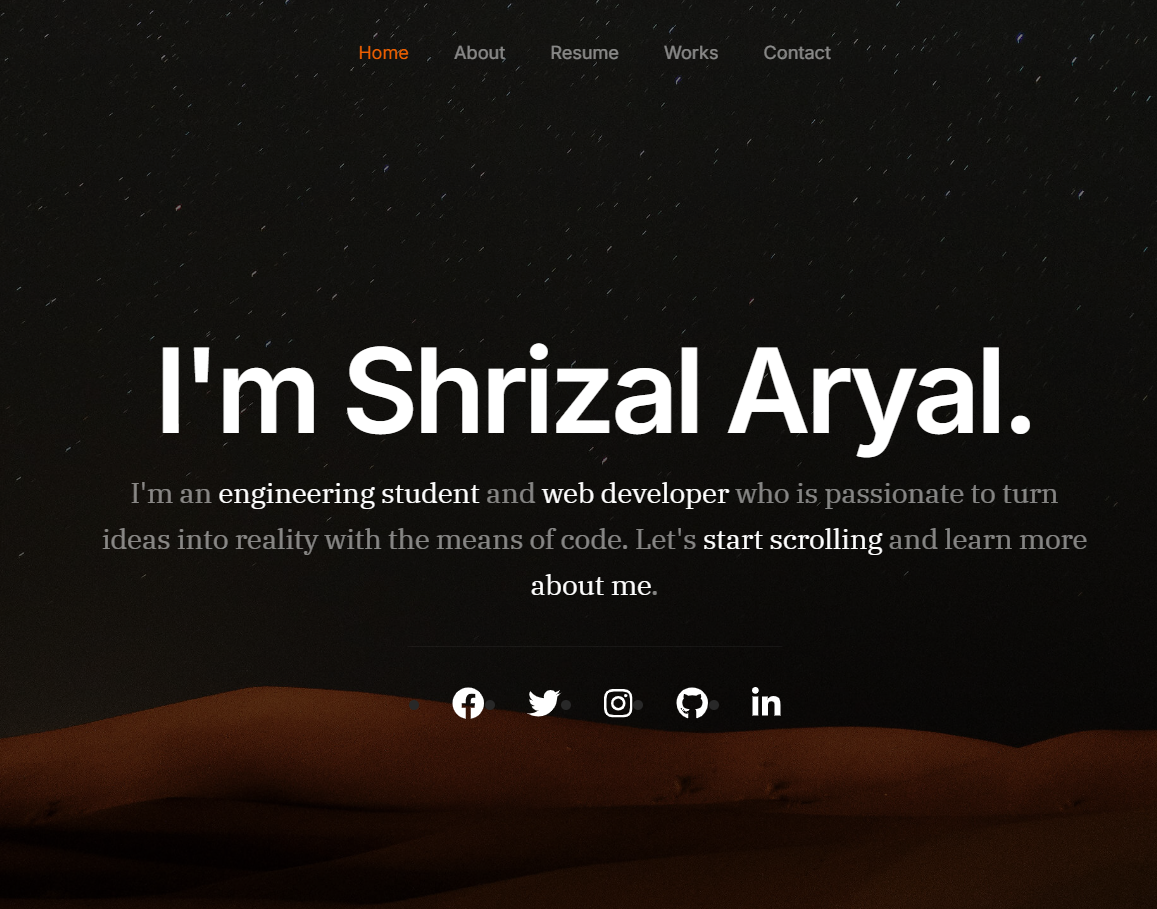 Home About Resume Works Contact
I'm Shrizal Aryal.
I'm an engineering student and web developer who is passionate to turn
ideas into reality with the means of code. Let's start scrolling and learn more
about me.